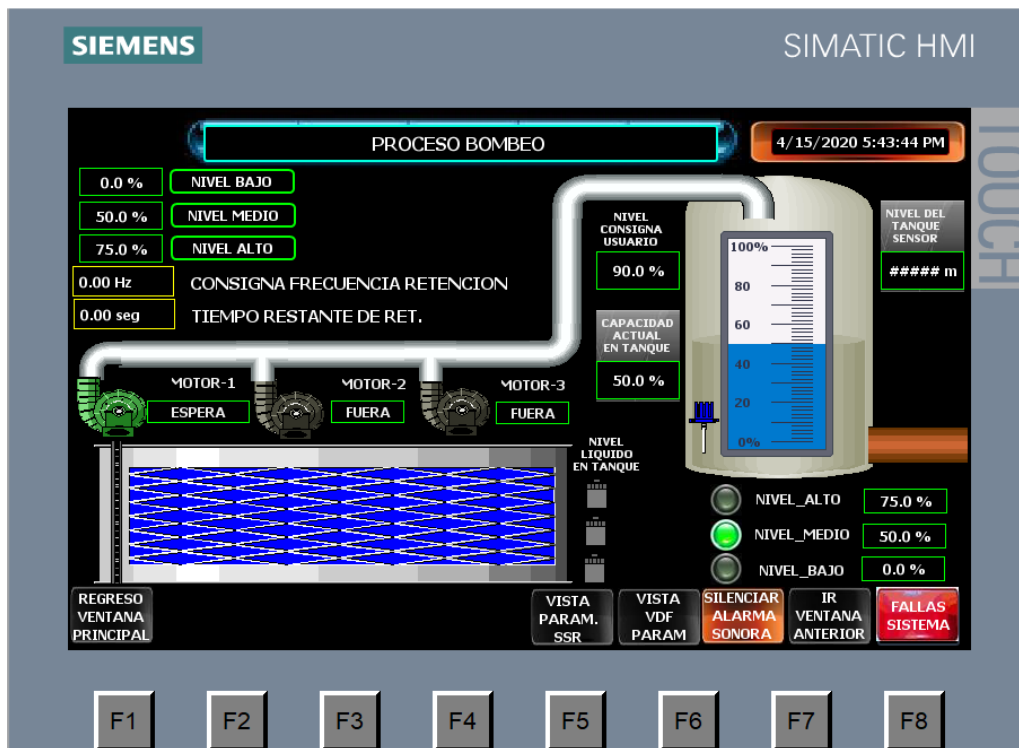 SIEMENS
SIMATIC HMI
TOUCH
PROCESO BOMBEO
4/15/2020 5:43:44 PM
0.0 %
NIVEL BAJO
50.0 %
NIVEL MEDIO
75.0 %
NIVEL ALTO
0.00 Hz
CONSIGNA FRECUENCIA RETENCION
0.00 seg
TIEMPO RESTANTE DE RET.
NIVEL
CONSIGNA
USUARIO
90.0 %
CAPACIDAD
ACTUAL
EN TANQUE
50.0 %
100%
80
60
40
20
0%
NIVEL DEL
TANQUE
SENSOR
##### m
MOTOR-1
ESPERA
MOTOR-2
FUERA
MOTOR-3
FUERA
NIVEL
LIQUIDO
EN TANQUE
NIVEL_ALTO
75.0 %
NIVEL_MEDIO
50.0 %
NIVEL_BAJO
0.0 %
REGRESO
VENTANA
PRINCIPAL
VISTA
PARAM.
SSR
VISTA
VDF
PARAM
SILENCIAR
ALARMA
SONORA
IR
VENTANA
ANTERIOR
FALLAS
SISTEMA
F1
F2
F3
F4
F5
F6
F7
F8